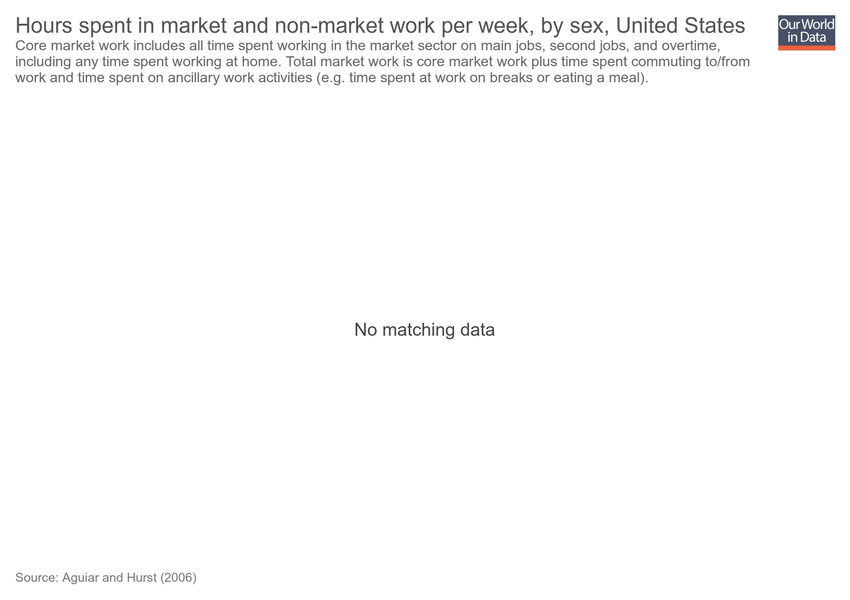 Hours spent in market and non-market work per week, by sex, United States
Our World
in Data
Core market work includes all time spent working in the market sector on main jobs, second jobs, and overtime,
including any time spent working at home. Total market work is core market work plus time spent commuting to/from
work and time spent on ancillary work activities (e.g. time spent at work on breaks or eating a meal).
No matching data
Source: Aguiar and Hurst (2006)